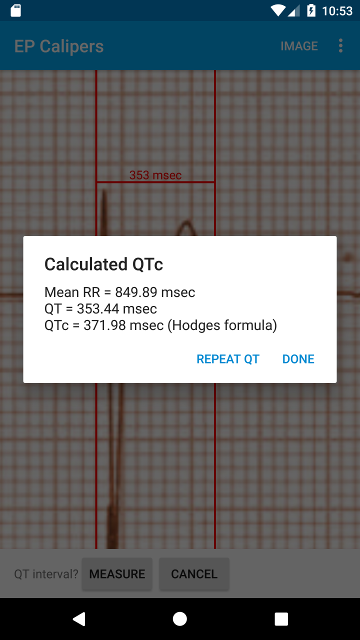 10:53
EP Calipers
IMAGE
353 msec
Calculated QTc
Mean RR = 849.89 msec
QT = 353.44 msec
QTc = 371.98 msec (Hodges formula)
REPEAT QT DONE
QT interval? MEASURE CANCEL